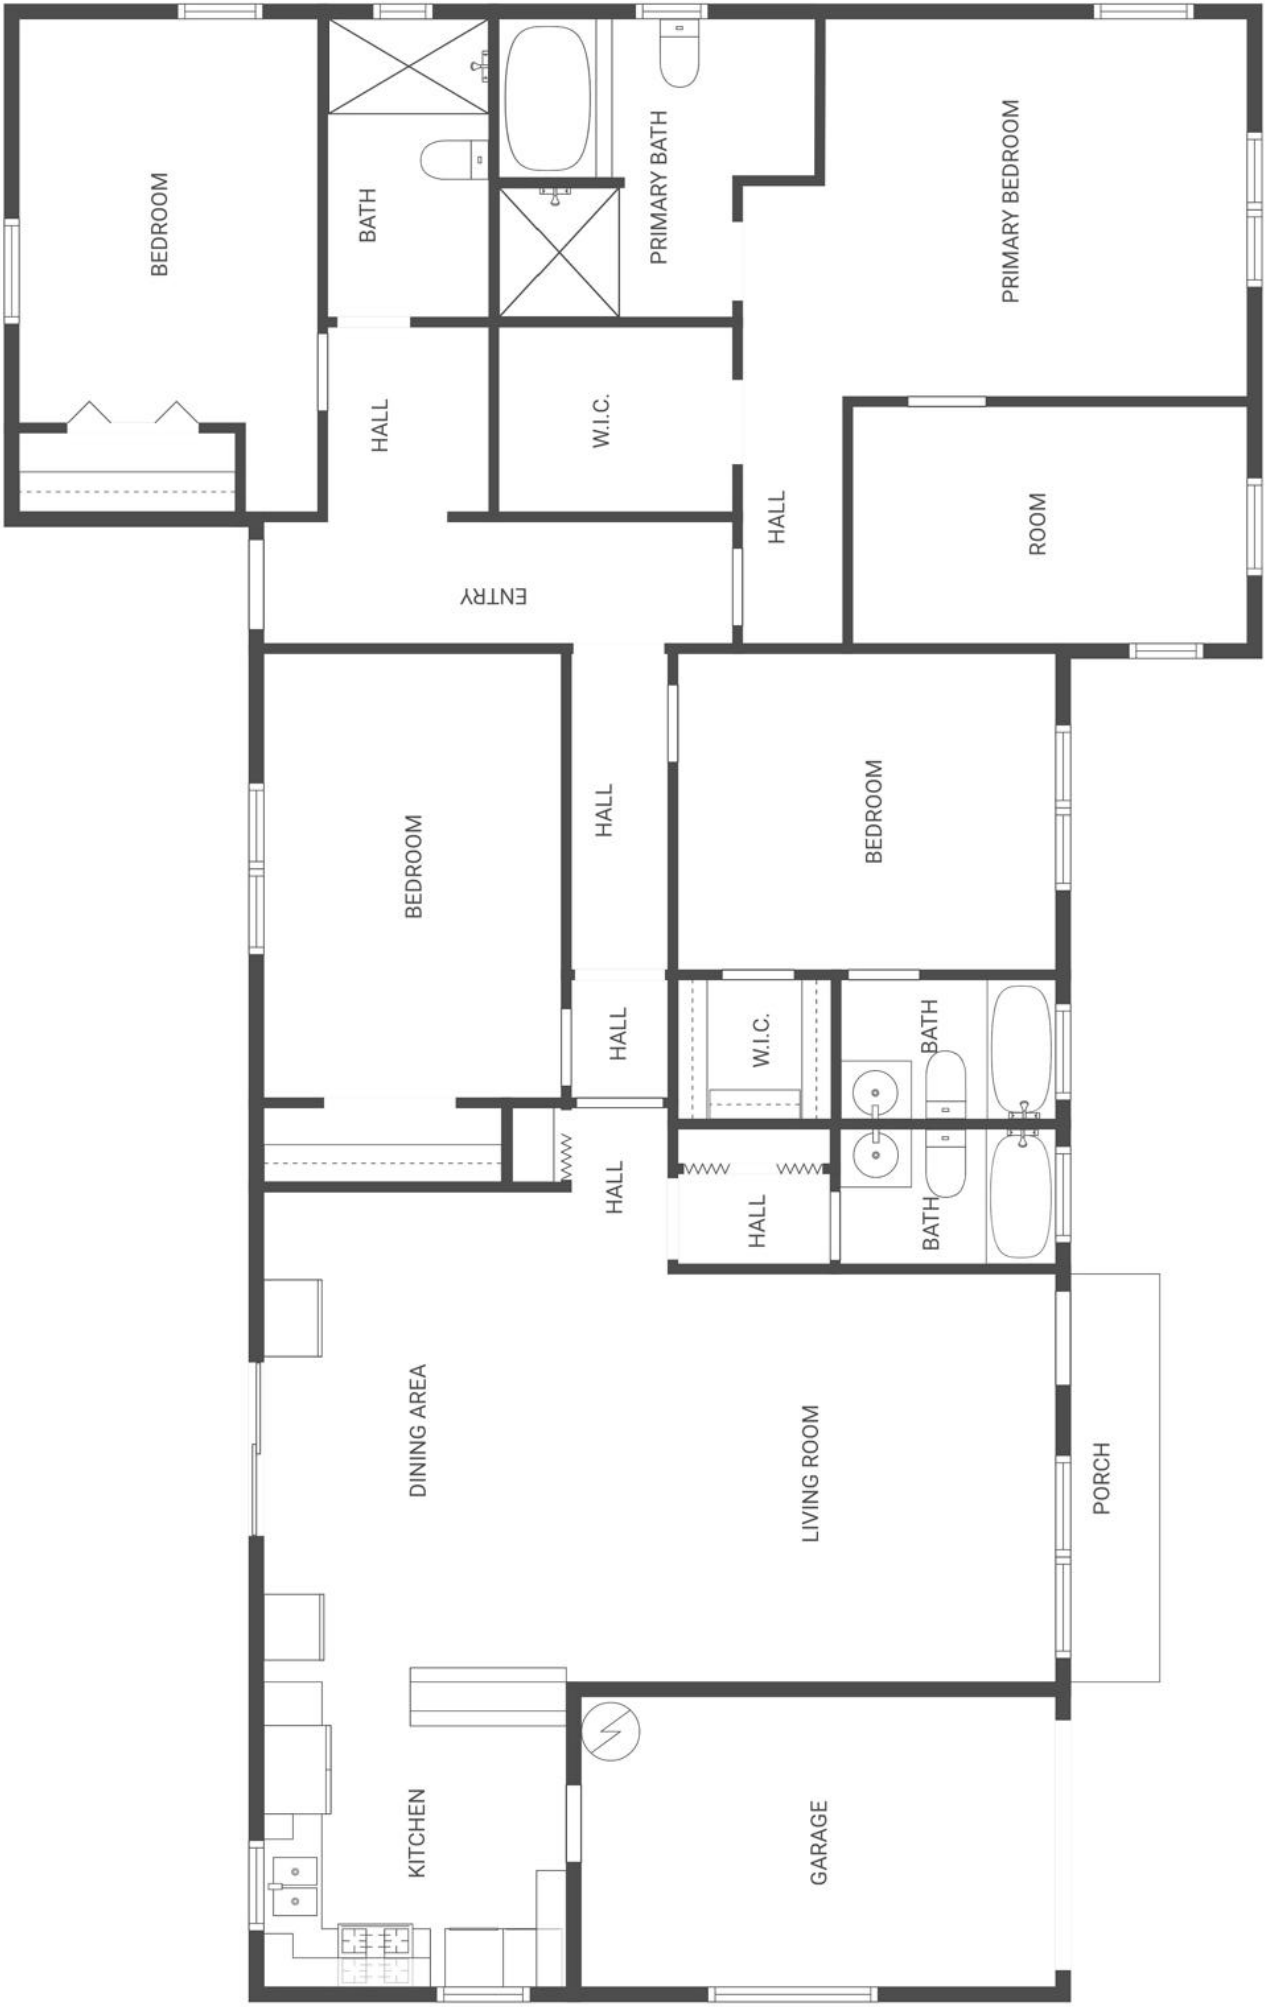 BEDROOM
BATH
PRIMARY BATH
PRIMARY BEDROOM
HALL
W.I.C.
HALL
ROOM
ENTRY
BEDROOM
HALL
BEDROOM
HALL
W.I.C.
BATH
HALL
HALL
BATH
DINING AREA
LIVING ROOM
PORCH
KITCHEN
GARAGE